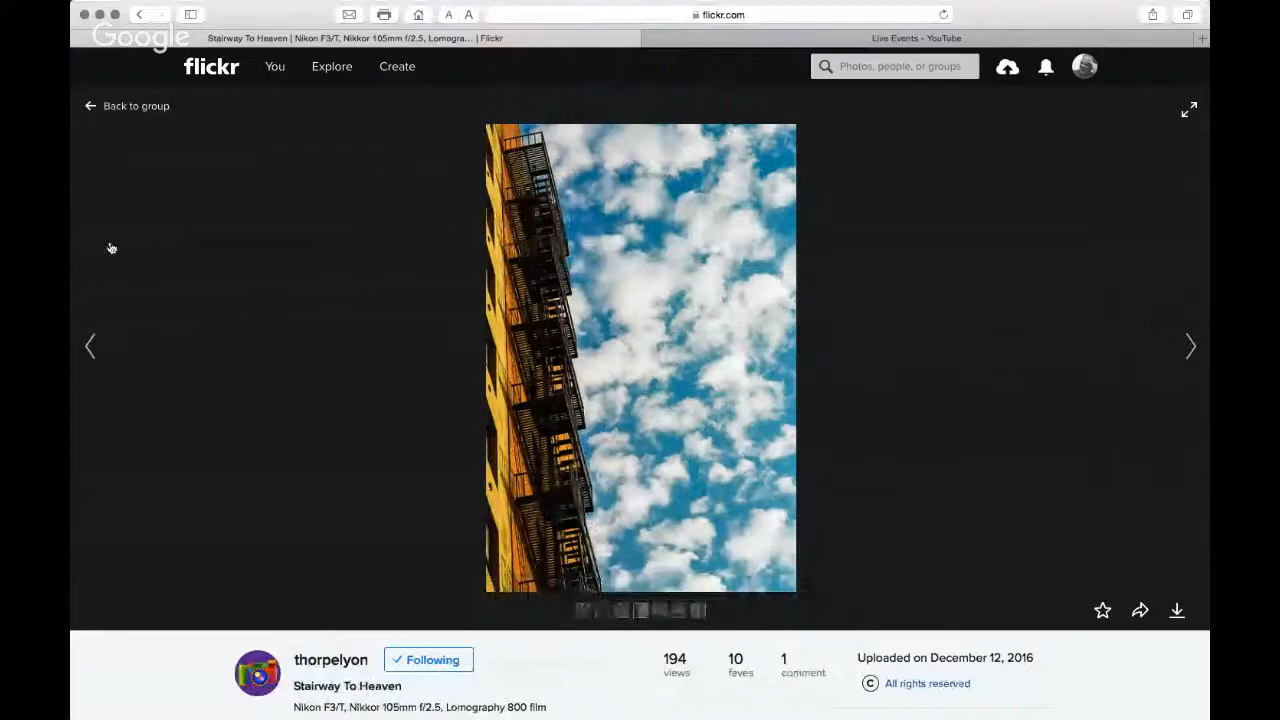 A A flickr.com
Google
Stairway To Heaven | Nikon F3/T, Nikkor 105mm f/2.5, Lomogra... | Flickr Live Events - YouTube +
flickr You Explore Create Photos, people, or groups
Back to group
thorpelyon Following 194 10 1 Uploaded on December 12, 2016
views faves comment
Stairway To Heaven © All rights reserved
Nikon F3/T, NIkkor 105mm f/2.5, Lomography 800 film